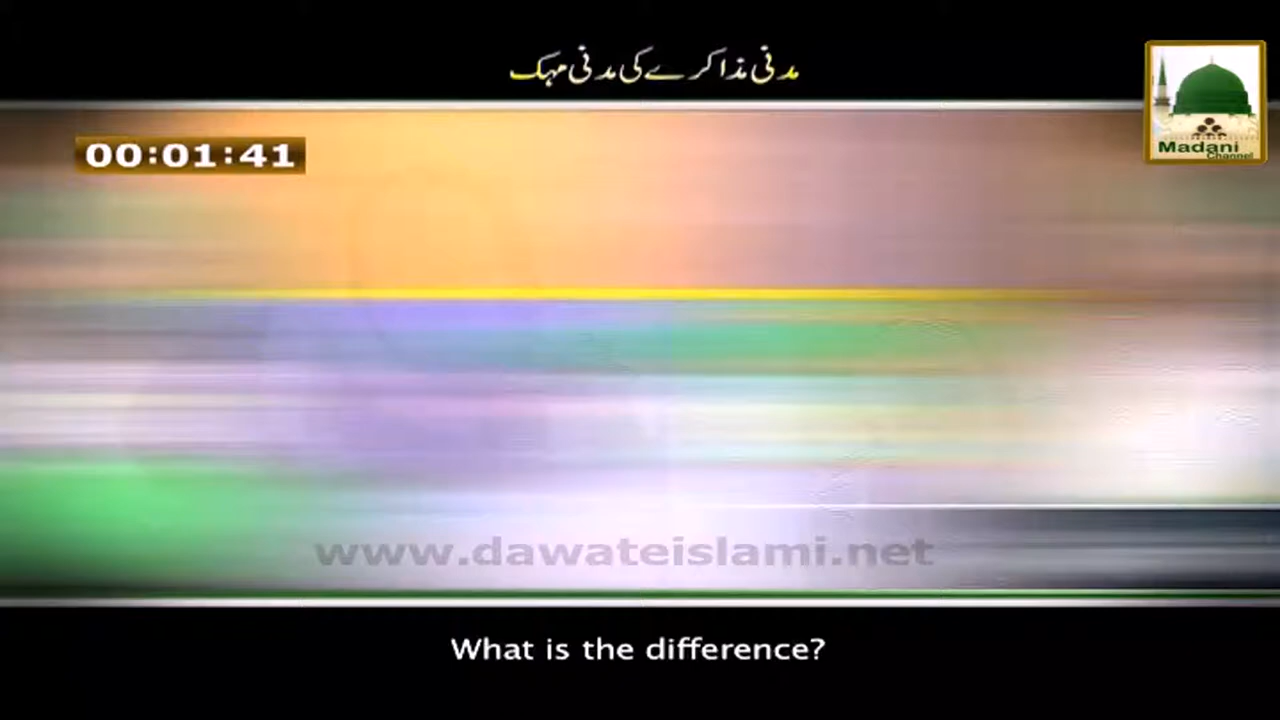 مدنی مذاکرے کی مدنی مہک
00:01:41
Madani
Channel
www.dawateislami.net
What is the difference?